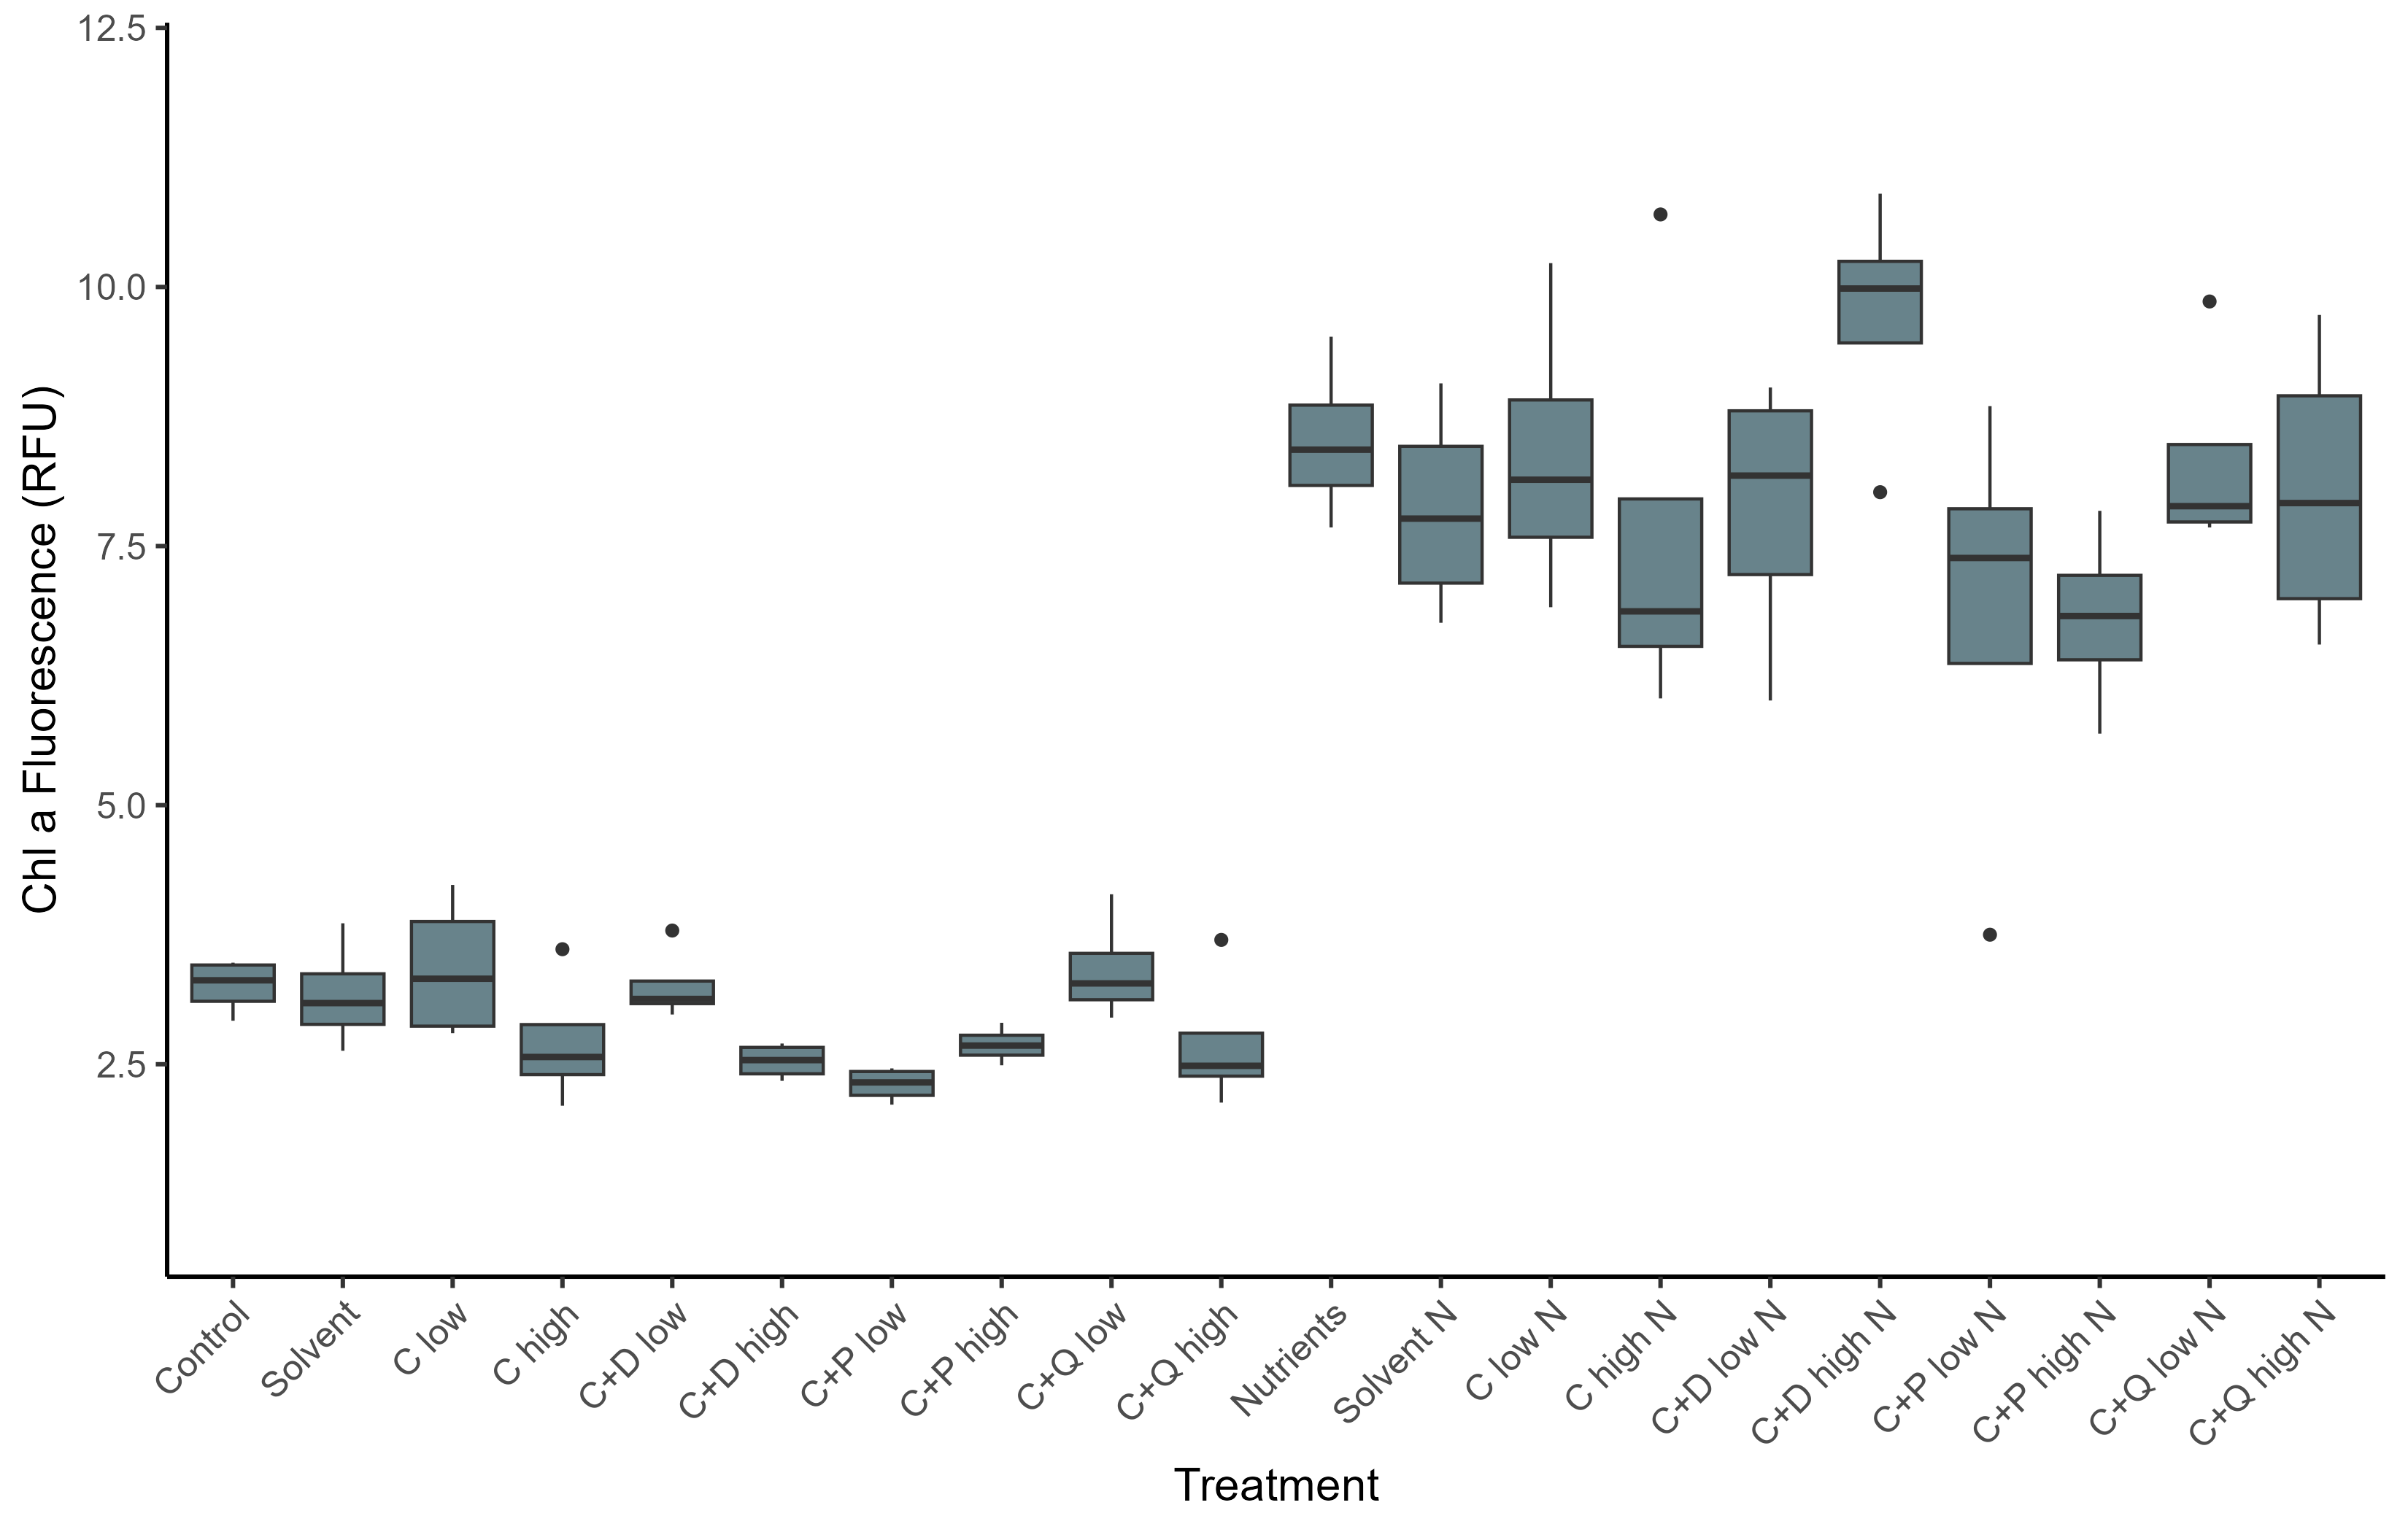 Chl a Fluorescence (RFU)
12.5
10.0
7.5
5.0
2.5
Control
Solvent
C low
C high
C+D low
C+D high
C+P low
C+P high
C+Q low
C+Q high
Nutrients
Solvent N
C low N
C high N
C+D low N
C+D high N
C+P low N
C+P high N
C+Q low N
C+Q high N
Treatment